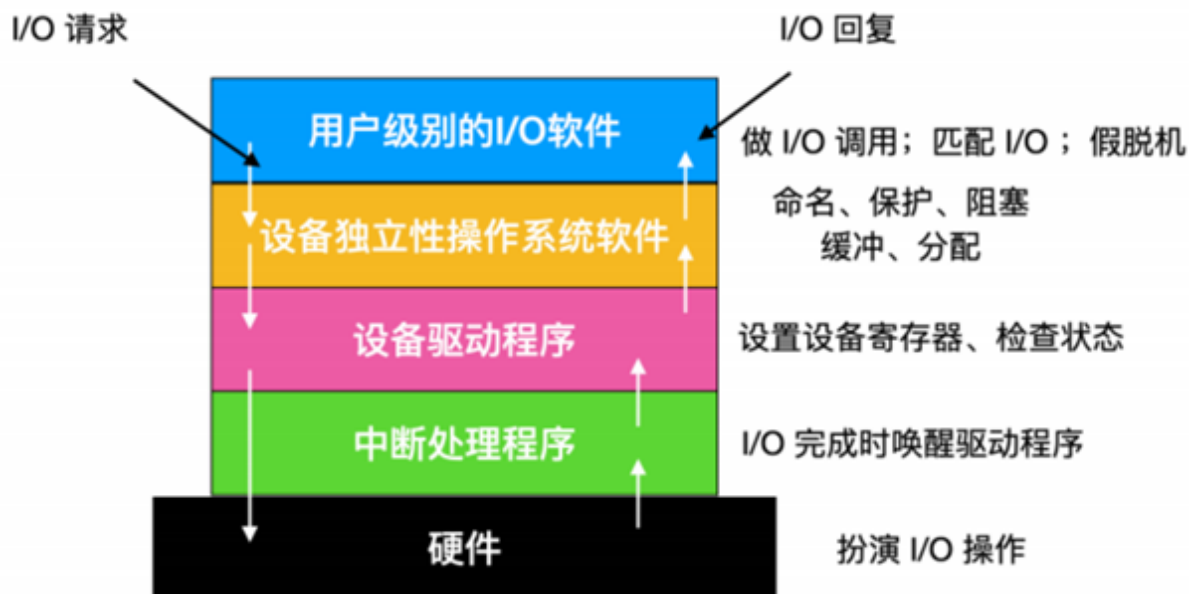 I/O 请求
I/O 回复
用户级别的I/O软件
做 I/O 调用；匹配 I/O ；假脱机
设备独立性操作系统软件
命名、保护、阻塞
缓冲、分配
设备驱动程序
设置设备寄存器、检查状态
中断处理程序
I/O 完成时唤醒驱动程序
硬件
扮演 I/O 操作